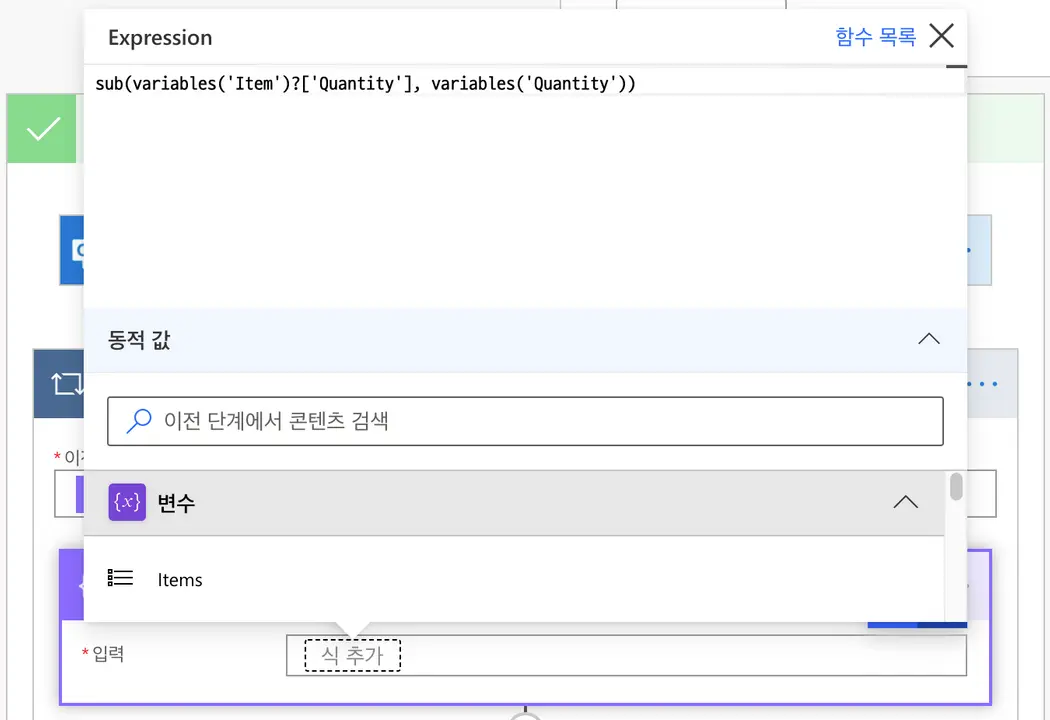 Expression
함수 목록
sub(variables('Item')?['Quantity'], variables('Quantity'))
동적 값
이전 단계에서 콘텐츠 검색
* 이전
{x} 변수
Items
* 입력
식 추가